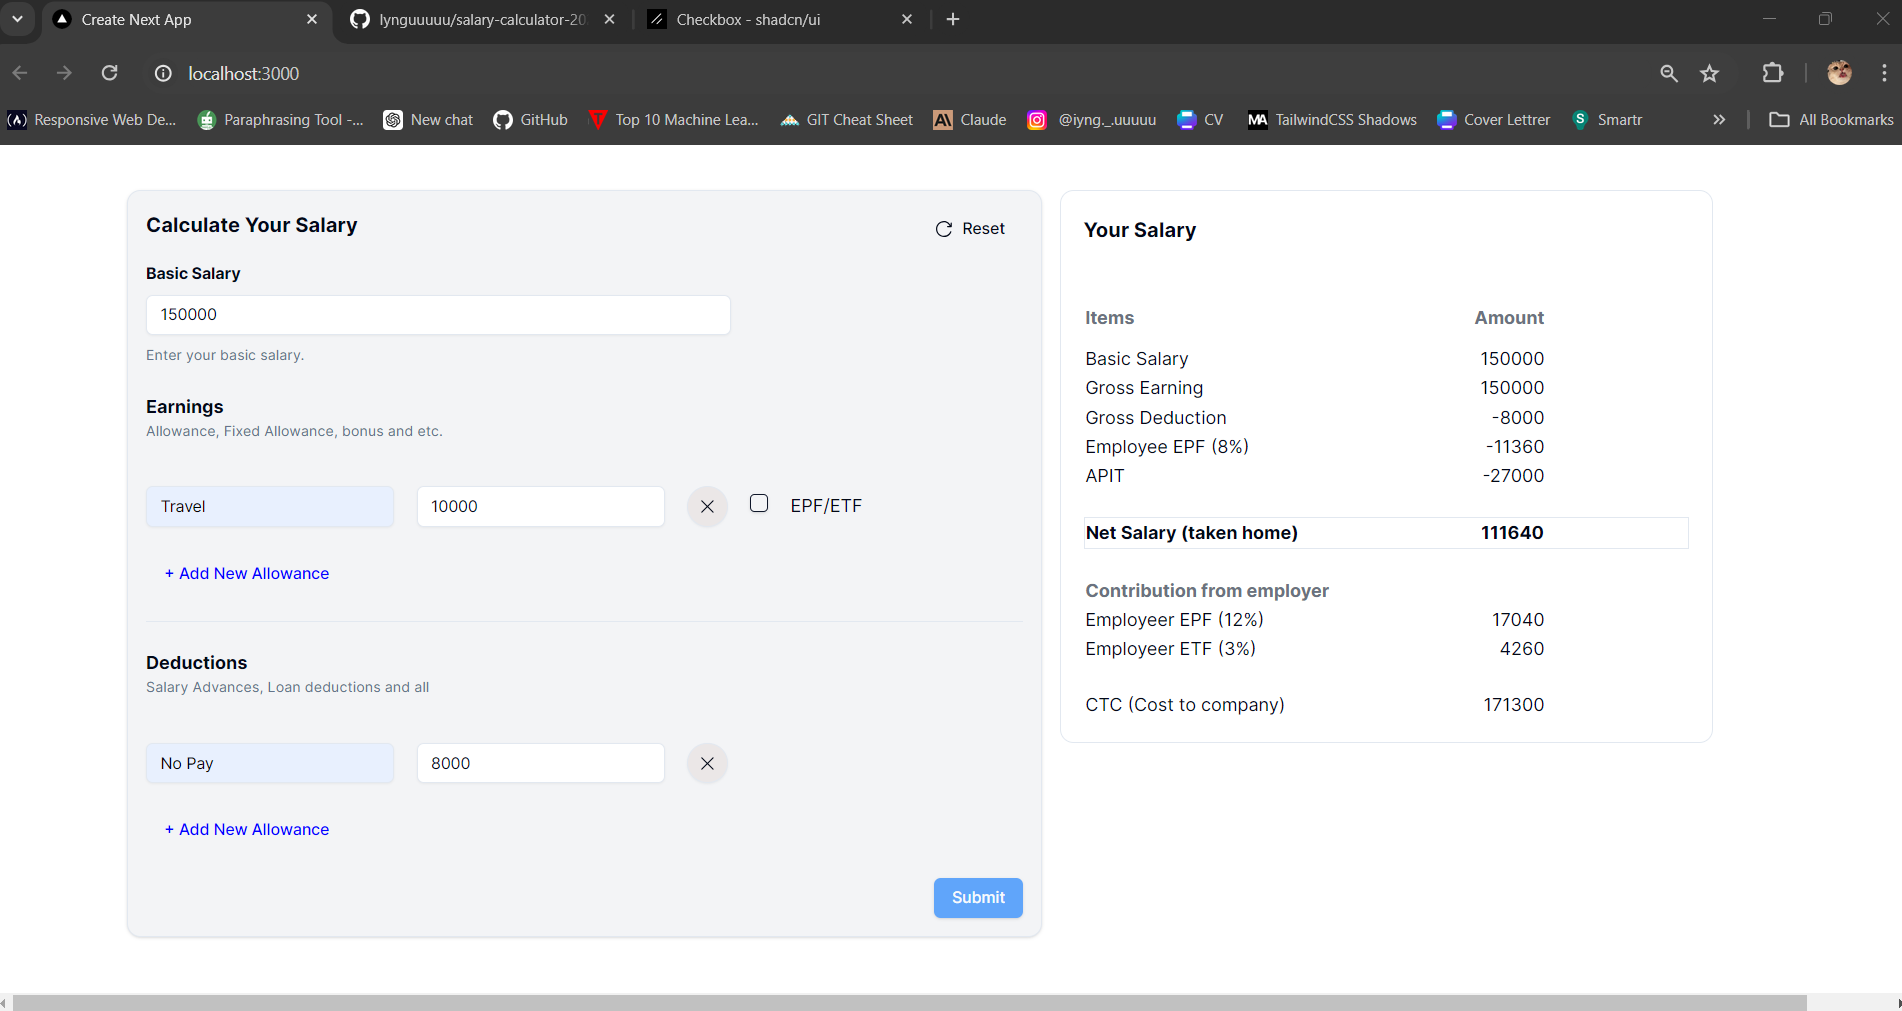 Create Next App
lynguuuuu/salary-calculator-20
Checkbox - shadcn/ui
localhost:3000
Responsive Web De...
Paraphrasing Tool -...
New chat
GitHub
Top 10 Machine Lea...
GIT Cheat Sheet
Claude
@iyng._.uuuuu
CV
MA
TailwindCSS Shadows
Cover Lettrer
S
Smartr
All Bookmarks
Calculate Your Salary
Reset
Basic Salary
150000
Enter your basic salary.
Earnings
Allowance, Fixed Allowance, bonus and etc.
Travel 10000 EPF/ETF
+ Add New Allowance
Deductions
Salary Advances, Loan deductions and all
No Pay 8000
+ Add New Allowance
Submit
Your Salary
Items Amount
Basic Salary 150000
Gross Earning 150000
Gross Deduction -8000
Employee EPF (8%) -11360
APIT -27000
Net Salary (taken home) 111640
Contribution from employer
Employeer EPF (12%) 17040
Employeer ETF (3%) 4260
CTC (Cost to company) 171300